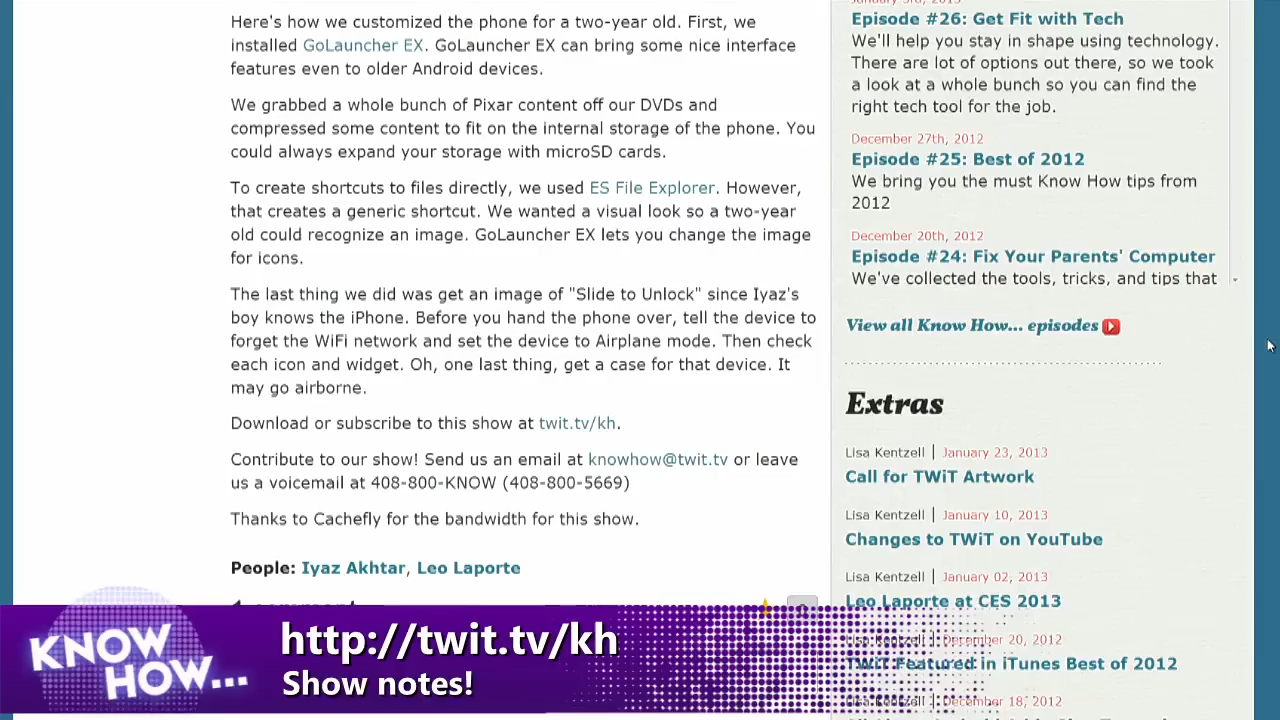 Here's how we customized the phone for a two-year old. First, we
installed GoLauncher EX. GoLauncher EX can bring some nice interface
features even to older Android devices.
We grabbed a whole bunch of Pixar content off our DVDs and
compressed some content to fit on the internal storage of the phone. You
could always expand your storage with microSD cards.
To create shortcuts to files directly, we used ES File Explorer. However,
that creates a generic shortcut. We wanted a visual look so a two-year
old could recognize an image. GoLauncher EX lets you change the image
for icons.
The last thing we did was get an image of "Slide to Unlock" since Iyaz's
boy knows the iPhone. Before you hand the phone over, tell the device to
forget the WiFi network and set the device to Airplane mode. Then check
each icon and widget. Oh, one last thing, get a case for that device. It
may go airborne.
Download or subscribe to this show at twit.tv/kh.
Contribute to our show! Send us an email at knowhow@twit.tv or leave
us a voicemail at 408-800-KNOW (408-800-5669)
Thanks to Cachefly for the bandwidth for this show.
People: Iyaz Akhtar, Leo Laporte
Episode #26: Get Fit with Tech
We'll help you stay in shape using technology.
There are lot of options out there, so we took
a look at a whole bunch so you can find the
right tech tool for the job.
December 27th, 2012
Episode #25: Best of 2012
We bring you the must Know How tips from
2012
December 20th, 2012
Episode #24: Fix Your Parents' Computer
We've collected the tools, tricks, and tips that
View all Know How... episodes
Extras
Lisa Kentzell | January 23, 2013
Call for TWiT Artwork
Lisa Kentzell | January 10, 2013
Changes to TWiT on YouTube
Lisa Kentzell | January 02, 2013
Leo Laporte at CES 2013
Lisa Kentzell | December 20, 2012
TWiT Featured in iTunes Best of 2012
Lisa Kentzell | December 18, 2012
KNOW
HOW...
http://twit.tv/kh
Show notes!